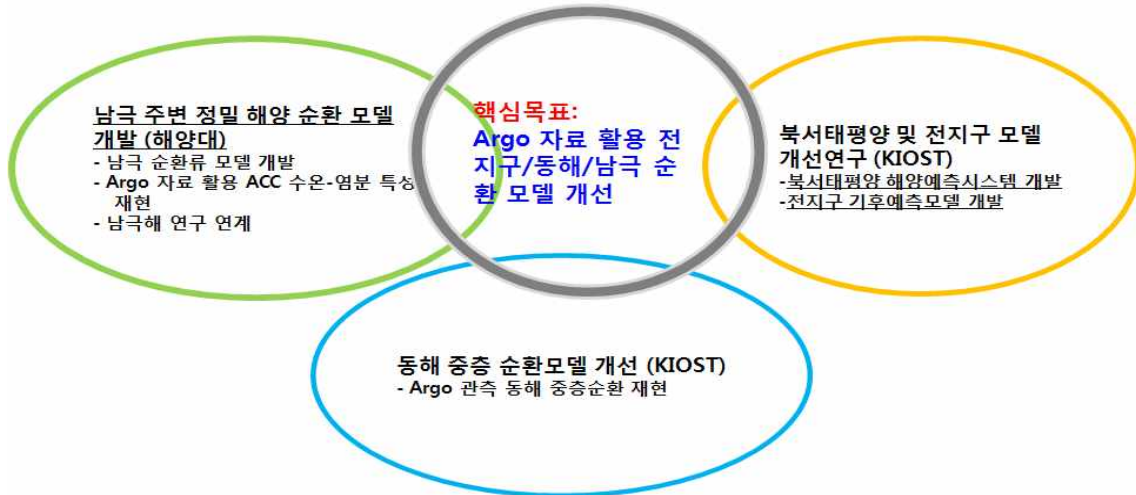 남극 주변 정밀 해양 순환 모델
개발 (해양대)
- 남극 순환류 모델 개발
- Argo 자료 활용 ACC 수온-염분 특성
재현
- 남극해 연구 연계
핵심목표:
Argo 자료 활용 전
지구/동해/남극 순
환 모델 개선
북서태평양 및 전지구 모델
개선연구 (KIOST)
-북서태평양 해양예측시스템 개발
-전지구 기후예측모델 개발
동해 중층 순환모델 개선 (KIOST)
- Argo 관측 동해 중층순환 재현